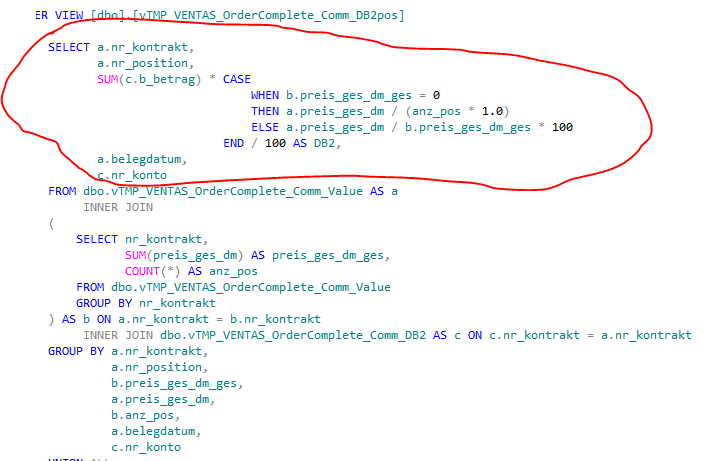 ER VIEW [dbo].[vTMP_VENTAS_OrderComplete_Comm_DB2pos]
SELECT a.nr_kontrakt,
a.nr_position,
SUM(c.b_betrag) * CASE
WHEN b.preis_ges_dm_ges = 0
THEN a.preis_ges_dm / (anz_pos * 1.0)
ELSE a.preis_ges_dm / b.preis_ges_dm_ges * 100
END / 100 AS DB2,
a.belegdatum,
c.nr_konto
FROM dbo.vTMP_VENTAS_OrderComplete_Comm_Value AS a
INNER JOIN
(
SELECT nr_kontrakt,
SUM(preis_ges_dm) AS preis_ges_dm_ges,
COUNT(*) AS anz_pos
FROM dbo.vTMP_VENTAS_OrderComplete_Comm_Value
GROUP BY nr_kontrakt
) AS b ON a.nr_kontrakt = b.nr_kontrakt
INNER JOIN dbo.vTMP_VENTAS_OrderComplete_Comm_DB2 AS c ON c.nr_kontrakt = a.nr_kontrakt
GROUP BY a.nr_kontrakt,
a.nr_position,
b.preis_ges_dm_ges,
a.preis_ges_dm,
b.anz_pos,
a.belegdatum,
c.nr_konto